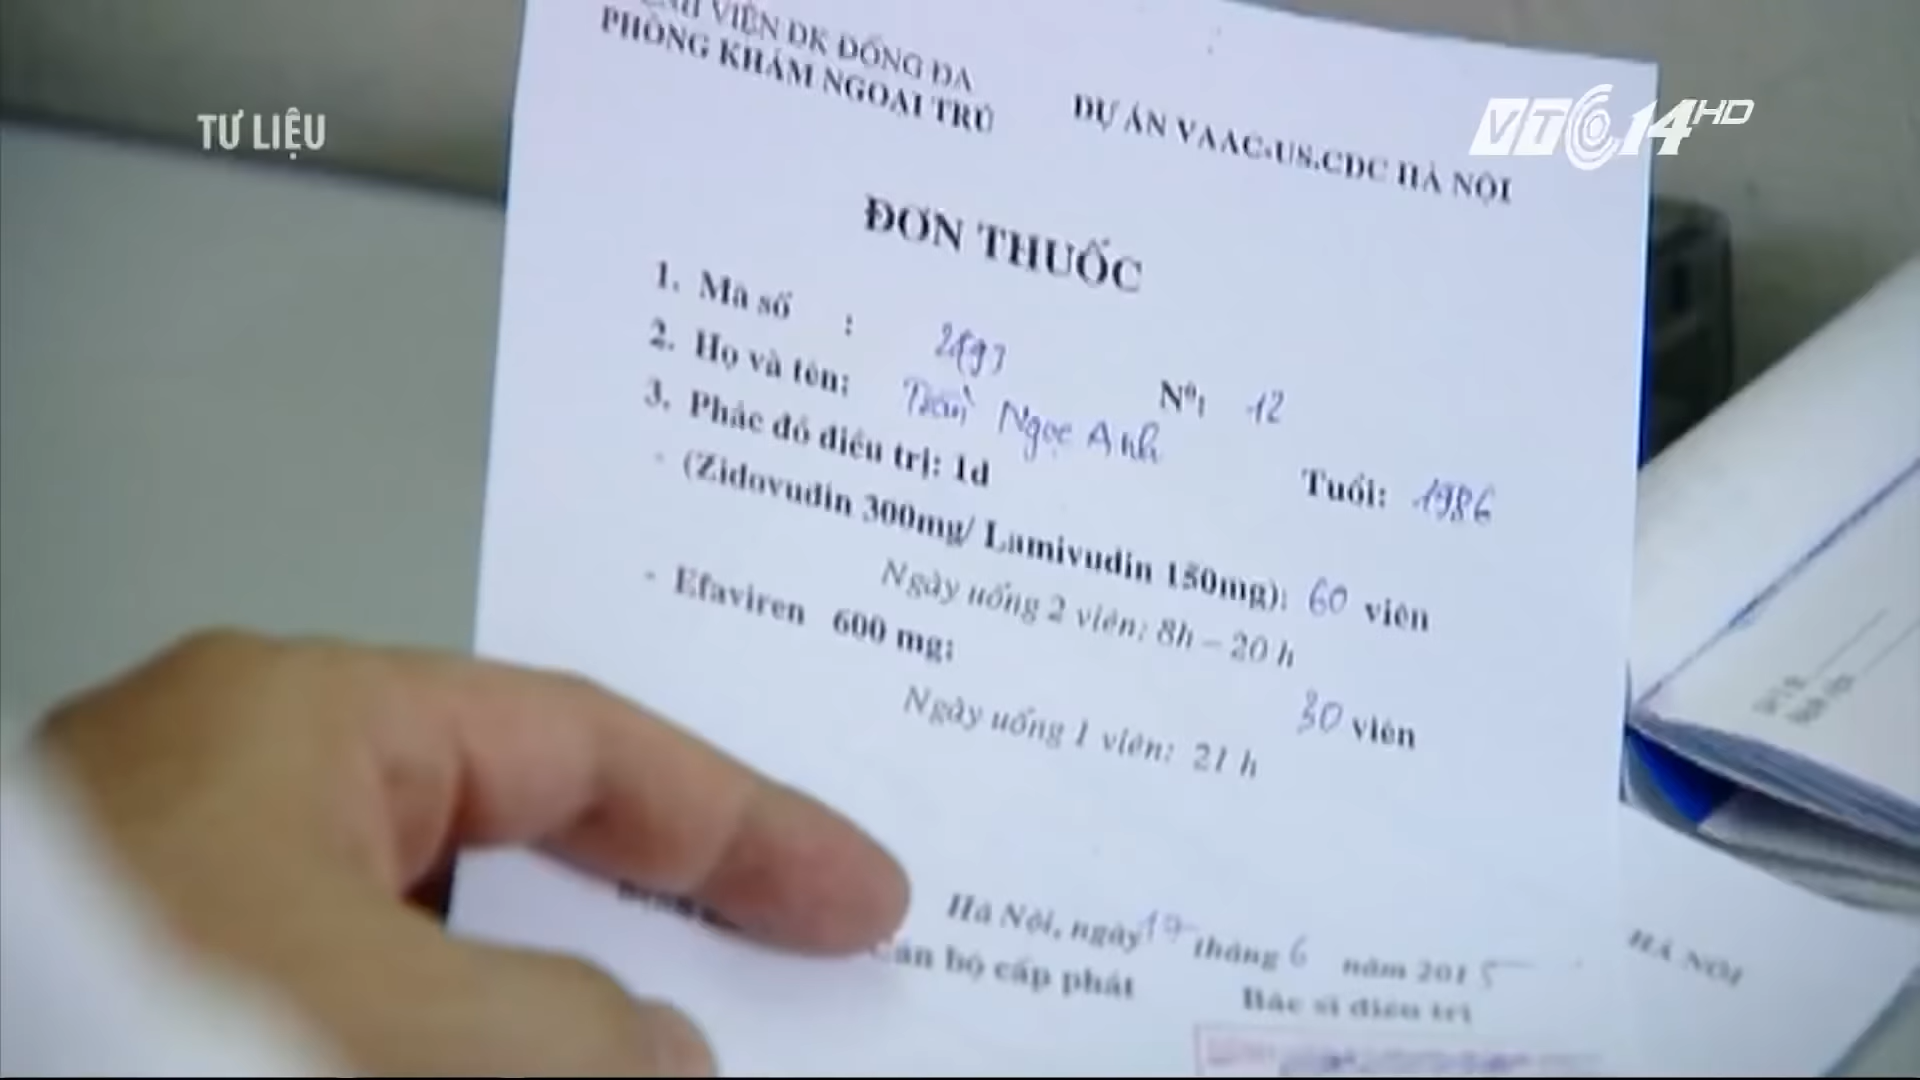 VIỆN ĐK ĐỐNG ĐA
PHÒNG KHÁM NGOẠI TRÚ
DỰ ÁN VAAC-US.CDC HÀ NỘI
TƯ LIỆU
VTC14HD
ĐƠN THUỐC
1. Mã số :
Nº: 12
2. Họ và tên: Trần Ngọc Anh
Tuổi: 1986
3. Phác đồ điều trị: 1d
- (Zidovudin 300mg/ Lamivudin 150mg): 60 viên
Ngày uống 2 viên: 8h – 20 h
- Efaviren 600 mg: 30 viên
Ngày uống 1 viên: 21 h
Hà Nội, ngày 19 tháng 6 năm 2015
Cán bộ cấp phát
Bác sĩ điều trị
HÀ NỘI